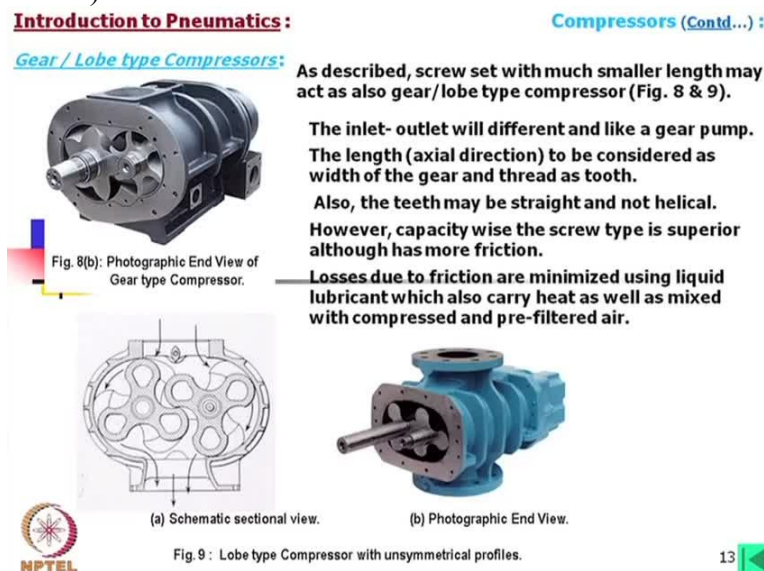 Introduction to Pneumatics :
Compressors (Contd...) :
Gear / Lobe type Compressors:
As described, screw set with much smaller length may
act as also gear/lobe type compressor (Fig. 8 & 9).
The inlet- outlet will different and like a gear pump.
The length (axial direction) to be considered as
width of the gear and thread as tooth.
Also, the teeth may be straight and not helical.
However, capacity wise the screw type is superior
although has more friction.
Losses due to friction are minimized using liquid
lubricant which also carry heat as well as mixed
with compressed and pre-filtered air.
Fig. 8(b): Photographic End View of
Gear type Compressor.
(a) Schematic sectional view.
(b) Photographic End View.
Fig. 9 : Lobe type Compressor with unsymmetrical profiles.
NPTEL
13